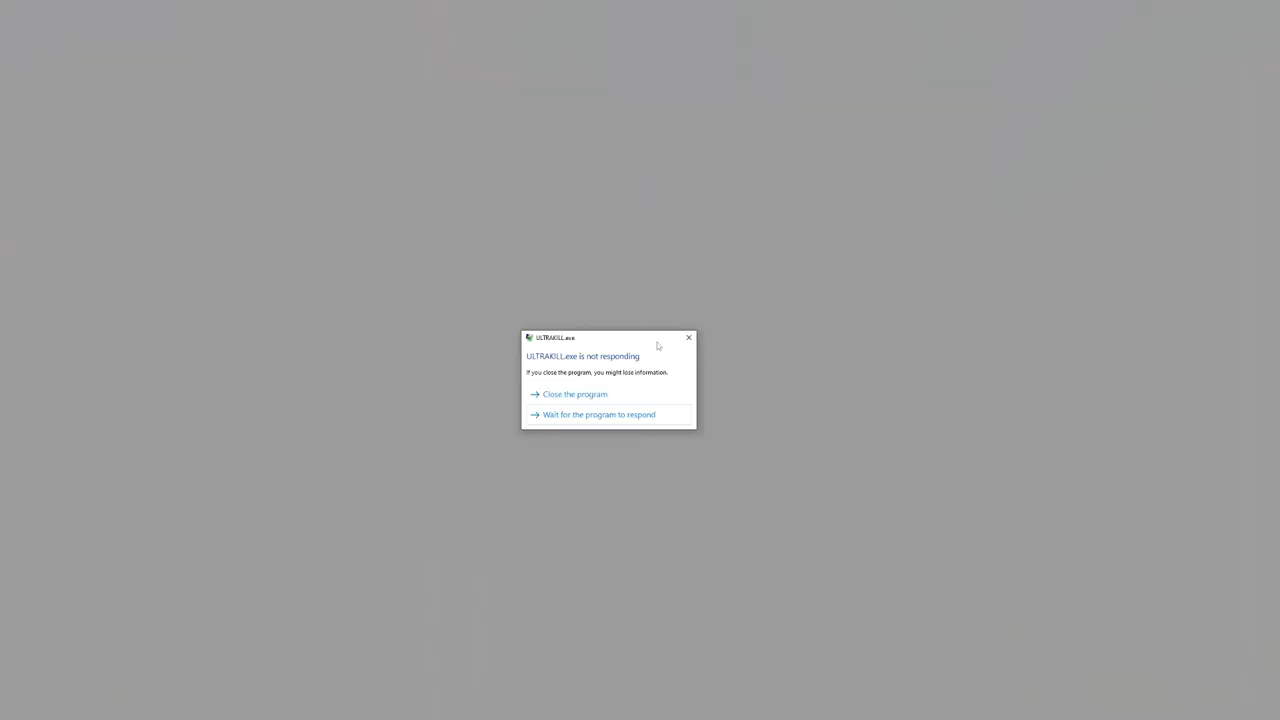 ULTRAKILL.exe
ULTRAKILL.exe is not responding
If you close the program, you might lose information.
Close the program
Wait for the program to respond